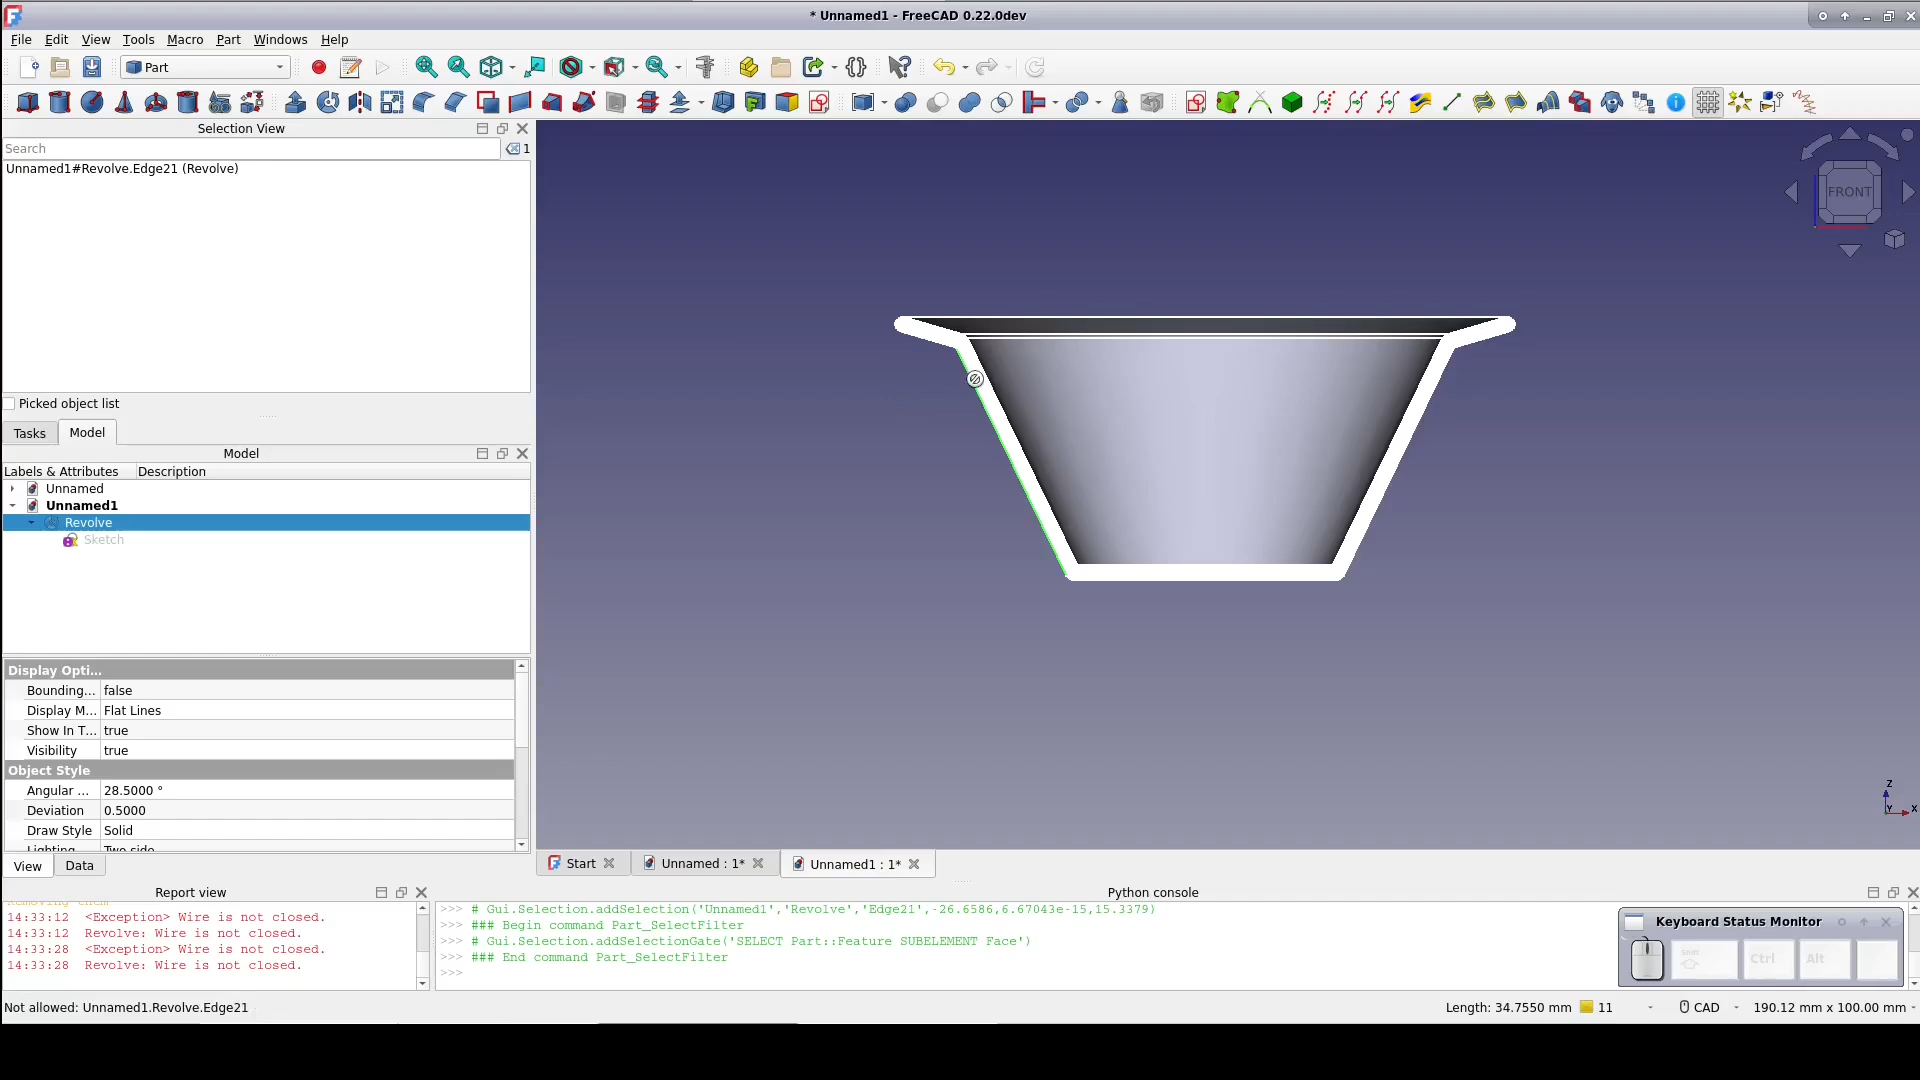 * Unnamed1 - FreeCAD 0.22.0dev
File Edit View Tools Macro Part Windows Help
Part
Selection View
Search
1
Unnamed1#Revolve.Edge21 (Revolve)
Picked object list
Tasks Model
Model
Labels & Attributes Description
Unnamed
Unnamed1
Revolve
Sketch
Display Opti...
Bounding... false
Display M... Flat Lines
Show In T... true
Visibility true
Object Style
Angular ... 28.5000 °
Deviation 0.5000
Draw Style Solid
Lighting Two side
View Data
FRONT
Z
Y
X
Start Unnamed : 1* Unnamed1 : 1*
Report view
14:33:12 <Exception> Wire is not closed.
14:33:12 Revolve: Wire is not closed.
14:33:28 <Exception> Wire is not closed.
14:33:28 Revolve: Wire is not closed.
Python console
>>> # Gui.Selection.addSelection('Unnamed1','Revolve','Edge21',-26.6586,6.67043e-15,15.3379)
>>> ### Begin command Part_SelectFilter
>>> # Gui.Selection.addSelectionGate('SELECT Part::Feature SUBELEMENT Face')
>>> ### End command Part_SelectFilter
>>>
Keyboard Status Monitor
Shift Ctrl Alt
Not allowed: Unnamed1.Revolve.Edge21
Length: 34.7550 mm 11 CAD 190.12 mm x 100.00 mm